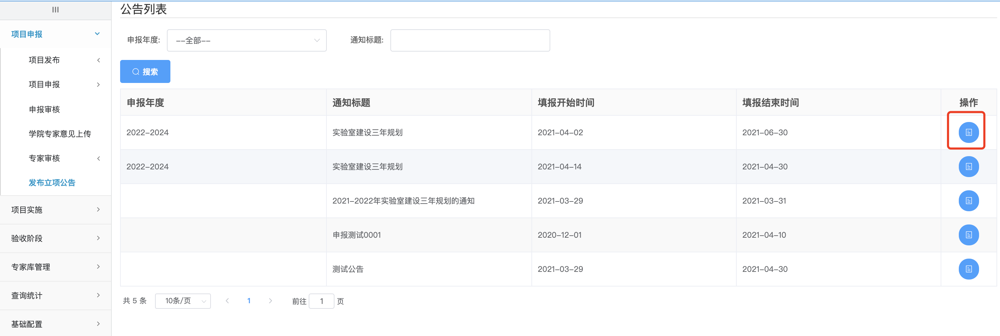 公告列表
项目申报
项目发布
项目申报
申报审核
学院专家意见上传
专家审核
发布立项公告
项目实施
验收阶段
专家库管理
查询统计
基础配置
申报年度: --全部-- 通知标题:
搜索
申报年度 通知标题 填报开始时间 填报结束时间 操作
2022-2024 实验室建设三年规划 2021-04-02 2021-06-30
2022-2024 实验室建设三年规划 2021-04-14 2021-04-30
2021-2022年实验室建设三年规划的通知 2021-03-29 2021-03-31
申报测试0001 2020-12-01 2021-04-10
测试公告 2021-03-29 2021-04-30
共 5 条 10条/页 1 前往 1 页